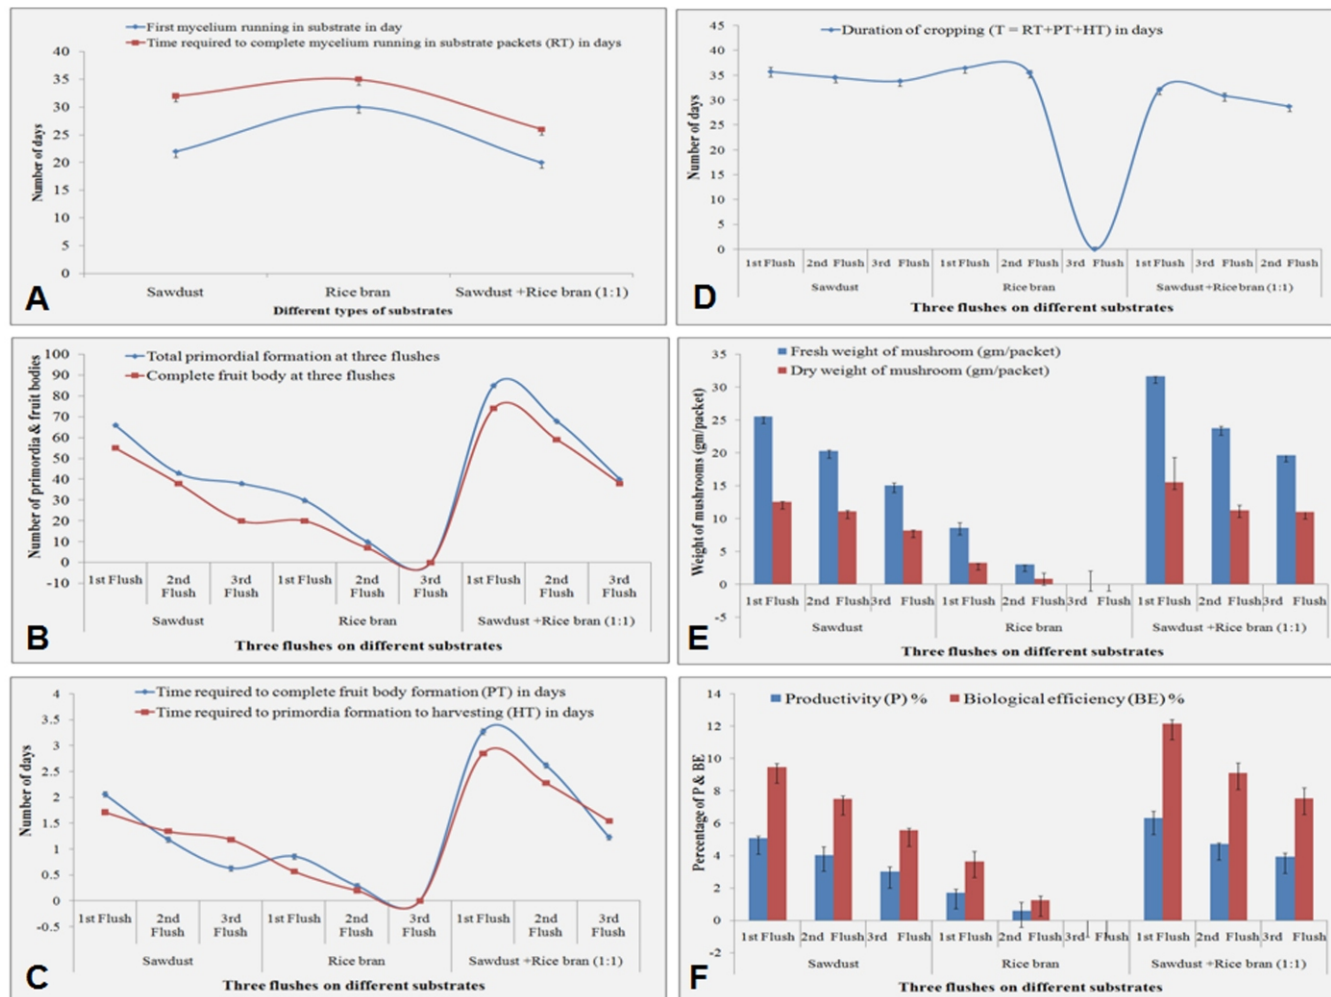 First mycelium running in substrate in day
Time required to complete mycelium running in substrate packets (RT) in days
40
35
30
25
20
15
10
5
0
Number of days
Sawdust Rice bran Sawdust +Rice bran (1:1)
Different types of substrates
A
Total primordial formation at three flushes
Complete fruit body at three flushes
100
90
80
70
60
50
40
30
20
10
0
-10
Number of primordia & fruit bodies
1st Flush 2nd Flush 3rd Flush 1st Flush 2nd Flush 3rd Flush 1st Flush 2nd Flush 3rd Flush
Sawdust Rice bran Sawdust +Rice bran (1:1)
Three flushes on different substrates
B
Time required to complete fruit body formation (PT) in days
Time required to primordia formation to harvesting (HT) in days
4
3.5
3
2.5
2
1.5
1
0.5
0
-0.5
Number of days
1st Flush 2nd Flush 3rd Flush 1st Flush 2nd Flush 3rd Flush 1st Flush 2nd Flush 3rd Flush
Sawdust Rice bran Sawdust +Rice bran (1:1)
Three flushes on different substrates
C
Duration of cropping (T = RT+PT+HT) in days
45
40
35
30
25
20
15
10
5
0
Number of days
1st Flush 2nd Flush 3rd Flush 1st Flush 2nd Flush 3rd Flush 1st Flush 3rd Flush 2nd Flush
Sawdust Rice bran Sawdust +Rice bran (1:1)
Three flushes on different substrates
D
Fresh weight of mushroom (gm/packet)
Dry weight of mushroom (gm/packet)
35
30
25
20
15
10
5
0
-5
Weight of mushrooms (gm/packet)
1st Flush 2nd Flush 3rd Flush 1st Flush 2nd Flush 3rd Flush 1st Flush 2nd Flush 3rd Flush
Sawdust Rice bran Sawdust +Rice bran (1:1)
Three flushes on different substrates
E
Productivity (P) % Biological efficiency (BE) %
14
12
10
8
6
4
2
0
-2
Percentage of P & BE
1st Flush 2nd Flush 3rd Flush 1st Flush 2nd Flush 3rd Flush 1st Flush 2nd Flush 3rd Flush
Sawdust Rice bran Sawdust +Rice bran (1:1)
Three flushes on different substrates
F